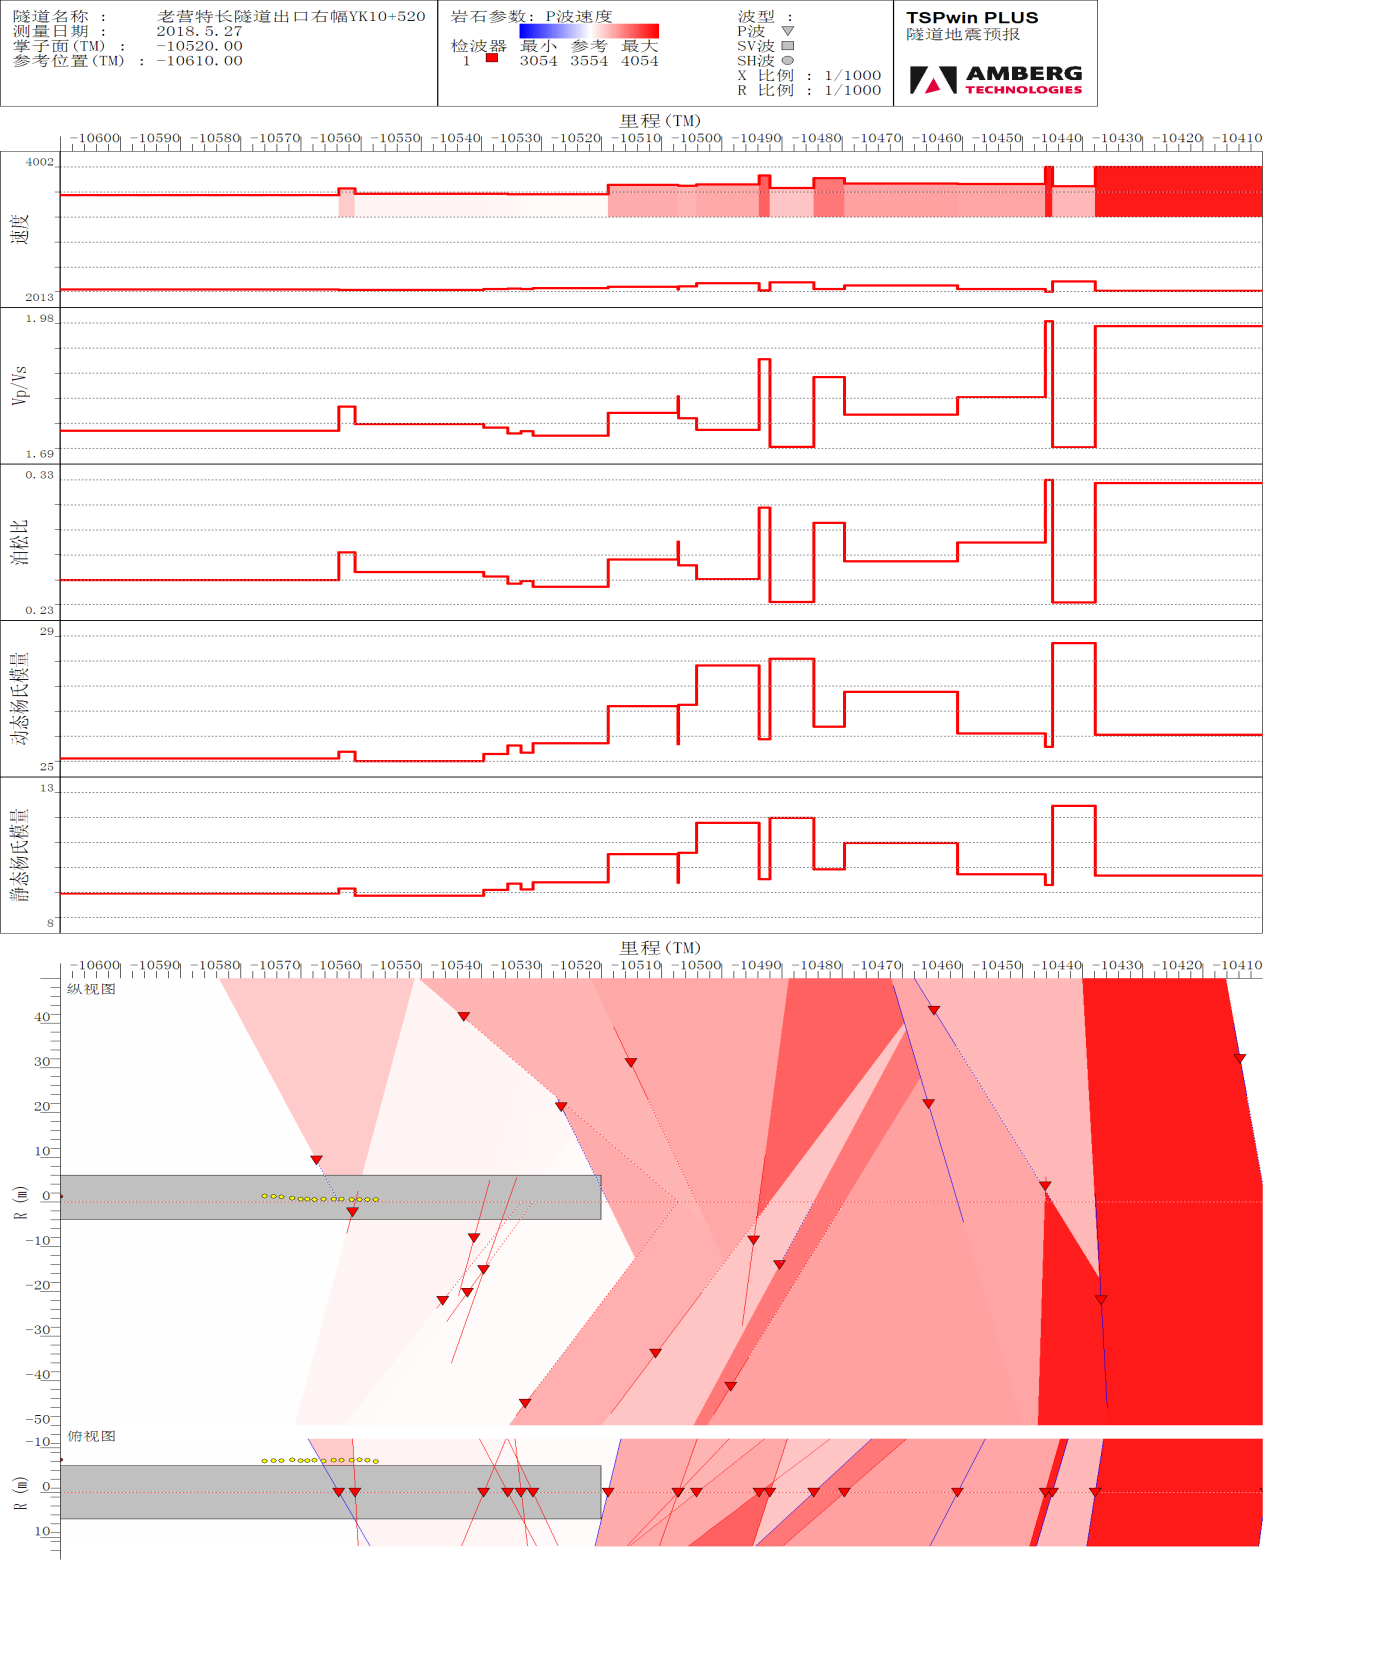 隧道名称 : 老营特长隧道出口右幅YK10+520
测量日期 : 2018.5.27
掌子面(TM) : -10520.00
参考位置(TM) : -10610.00
岩石参数: P波速度
检波器 最小 参考 最大
1 3054 3554 4054
波型 :
P波
SV波
SH波
X 比例 : 1/1000
R 比例 : 1/1000
TSPwin PLUS
隧道地震预报
AMBERG
TECHNOLOGIES
里程(TM)
-10600 -10590 -10580 -10570 -10560 -10550 -10540 -10530 -10520 -10510 -10500 -10490 -10480 -10470 -10460 -10450 -10440 -10430 -10420 -10410
4002
速度
2013
1.98
Vp/Vs
1.69
0.33
泊松比
0.23
29
动态杨氏模量
25
13
静态杨氏模量
8
里程(TM)
-10600 -10590 -10580 -10570 -10560 -10550 -10540 -10530 -10520 -10510 -10500 -10490 -10480 -10470 -10460 -10450 -10440 -10430 -10420 -10410
纵视图
40
30
20
10
0
R (m)
-10
-20
-30
-40
-50
俯视图
-10
0
R (m)
10